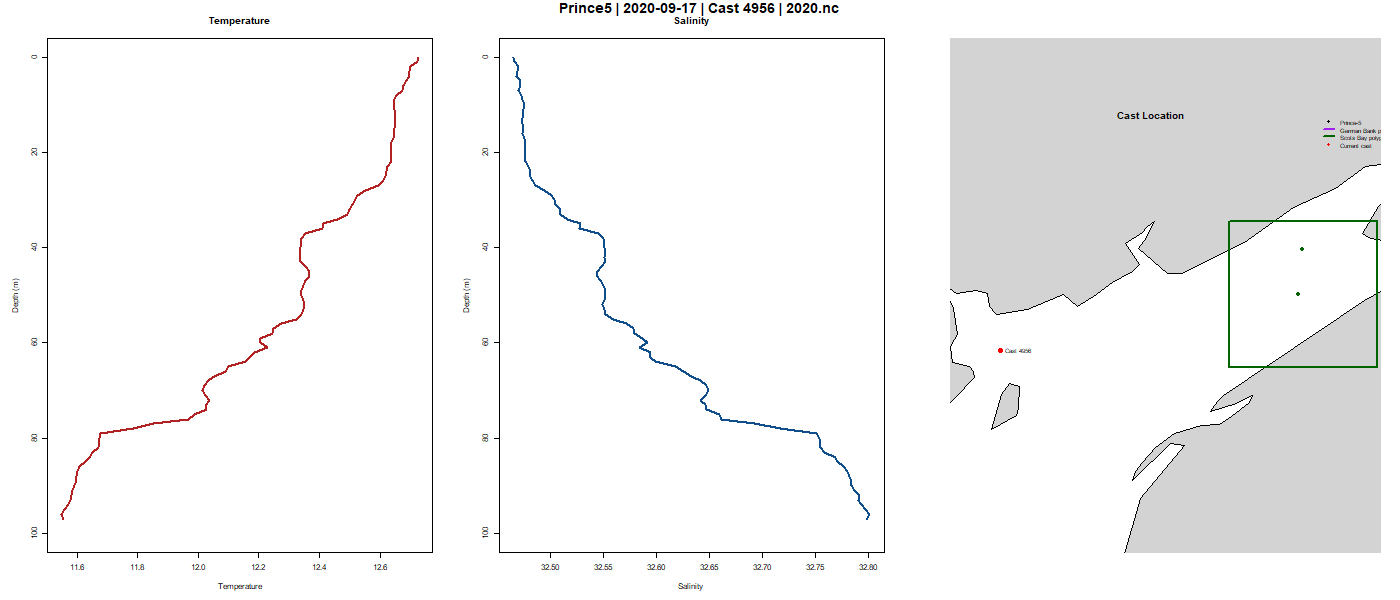 Prince5 | 2020-09-17 | Cast 4956 | 2020.nc
Temperature
0
20
40
60
80
100
Depth (m)
11.6 11.8 12.0 12.2 12.4 12.6
Temperature
Salinity
0
20
40
60
80
100
Depth (m)
32.50 32.55 32.60 32.65 32.70 32.75 32.80
Salinity
Cast Location
Prince-5
German Bank p
Scots Bay polyg
Current cast
Cast 4956